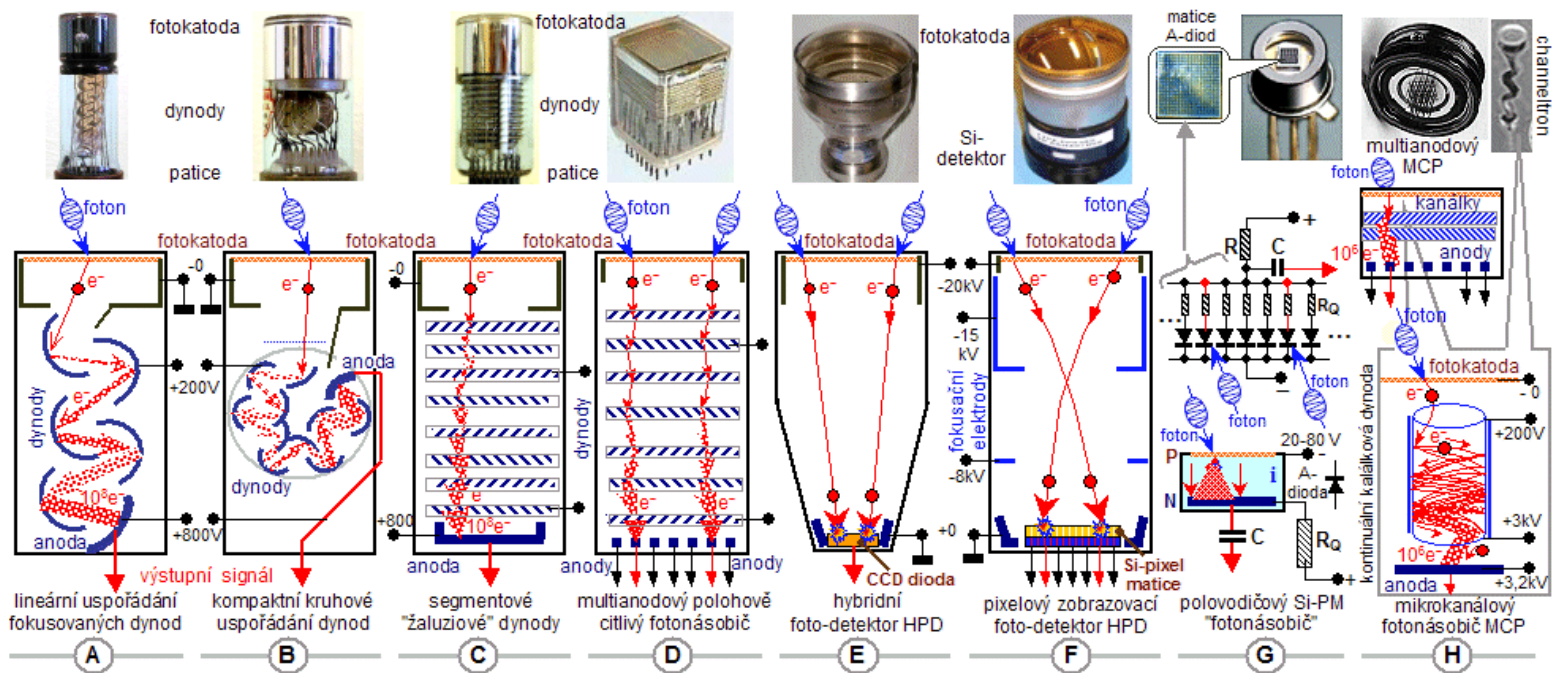 fotokatoda
dynody
patice
fotokatoda
dynody
patice
fotokatoda
Si-
detektor
matice
A-diod
multianodový
MCP
channeltron
foton
fotokatoda
-0
e⁻
dynody
e⁻
+200V
10⁸e⁻
anoda
+800V
výstupní signál
lineární uspořádání
fokusovaných dynod
A
foton
fotokatoda
e⁻
anoda
dynody
kompaktní kruhové
uspořádání dynod
B
-0
e⁻
e
+800
10⁸e⁻
anoda
segmentové
"žaluziové" dynody
C
foton
fotokatoda
e⁻
e⁻
dynody
e⁻
e⁻
anody
multianodový polohově
citlivý fotonásobič
D
fotokatoda
e⁻
e⁻
CCD dioda
hybridní
foto-detektor HPD
E
foton
fotokatoda
-20kV
e⁻
e⁻
-15
kV
fokusační
elektrody
-8kV
e⁻
e⁻
+0
Si-pixel
matice
pixelový zobrazovací
foto-detektor HPD
F
+
R
C
R_Q
...
...
foton
foton
−
foton
20-80 V
P
-
i
A-
dioda
N
C
R_Q
+
polovodičový Si-PM
"fotonásobič"
G
foton
kanálky
10⁶e⁻
anody
foton
fotokatoda
- 0
e⁻
+200V
e⁻
kontinuální kalálková dynoda
+3kV
10⁶e⁻
anoda
+3,2kV
mikrokanálový
fotonásobič MCP
H